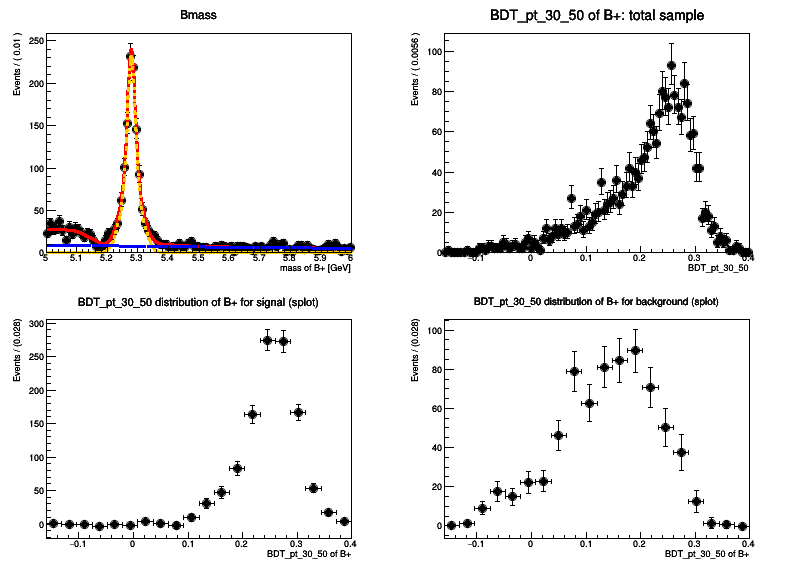 Bmass
Events / ( 0.01 )
250
200
150
100
50
0
5 5.1 5.2 5.3 5.4 5.5 5.6 5.7 5.8 5.9 6
mass of B+ [GeV]
BDT_pt_30_50 of B+: total sample
Events / ( 0.0056 )
100
80
60
40
20
0
−0.1 0 0.1 0.2 0.3 0.4
BDT_pt_30_50
BDT_pt_30_50 distribution of B+ for signal (splot)
Events / (0.028)
300
250
200
150
100
50
0
−0.1 0 0.1 0.2 0.3 0.4
BDT_pt_30_50 of B+
BDT_pt_30_50 distribution of B+ for background (splot)
Events / (0.028)
100
80
60
40
20
0
−0.1 0 0.1 0.2 0.3 0.4
BDT_pt_30_50 of B+